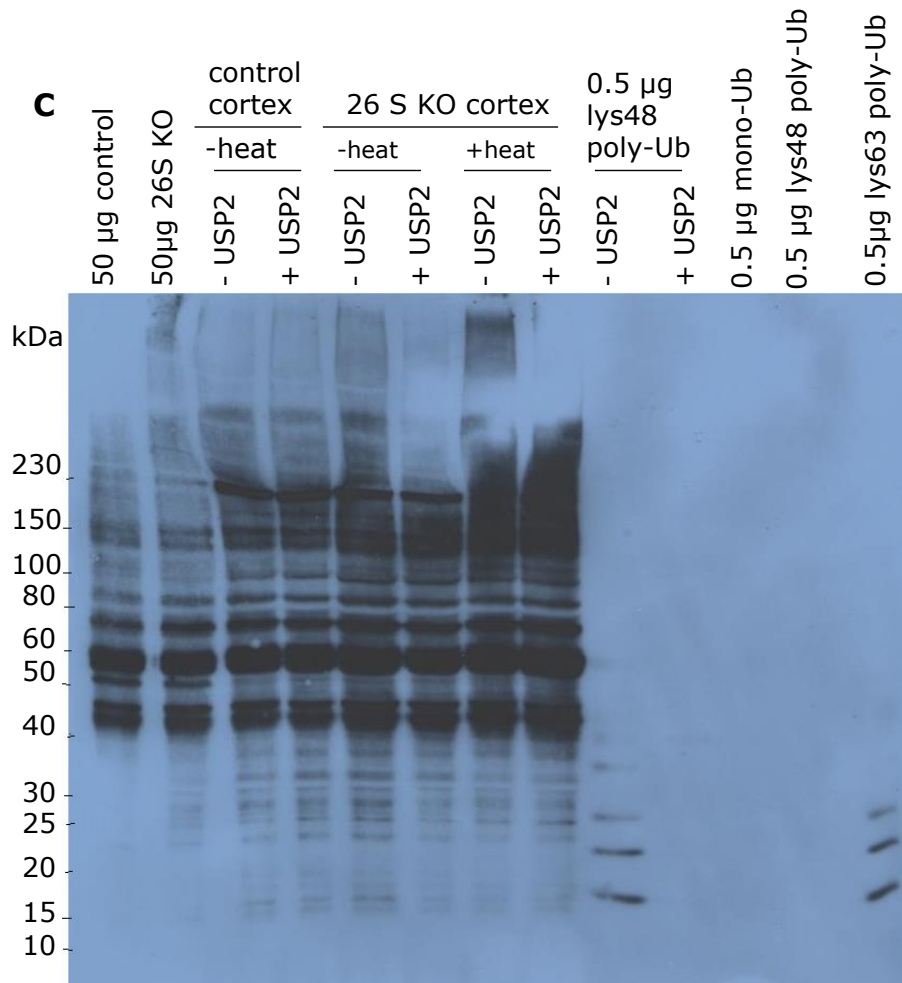 C
50 µg control
50µg 26S KO
control
cortex
-heat
- USP2
+ USP2
26 S KO cortex
-heat
- USP2
+ USP2
+heat
- USP2
+ USP2
0.5 µg
lys48
poly-Ub
- USP2
+ USP2
0.5 µg mono-Ub
0.5 µg lys48 poly-Ub
0.5µg lys63 poly-Ub
kDa
230
150
100
80
60
50
40
30
25
20
15
10